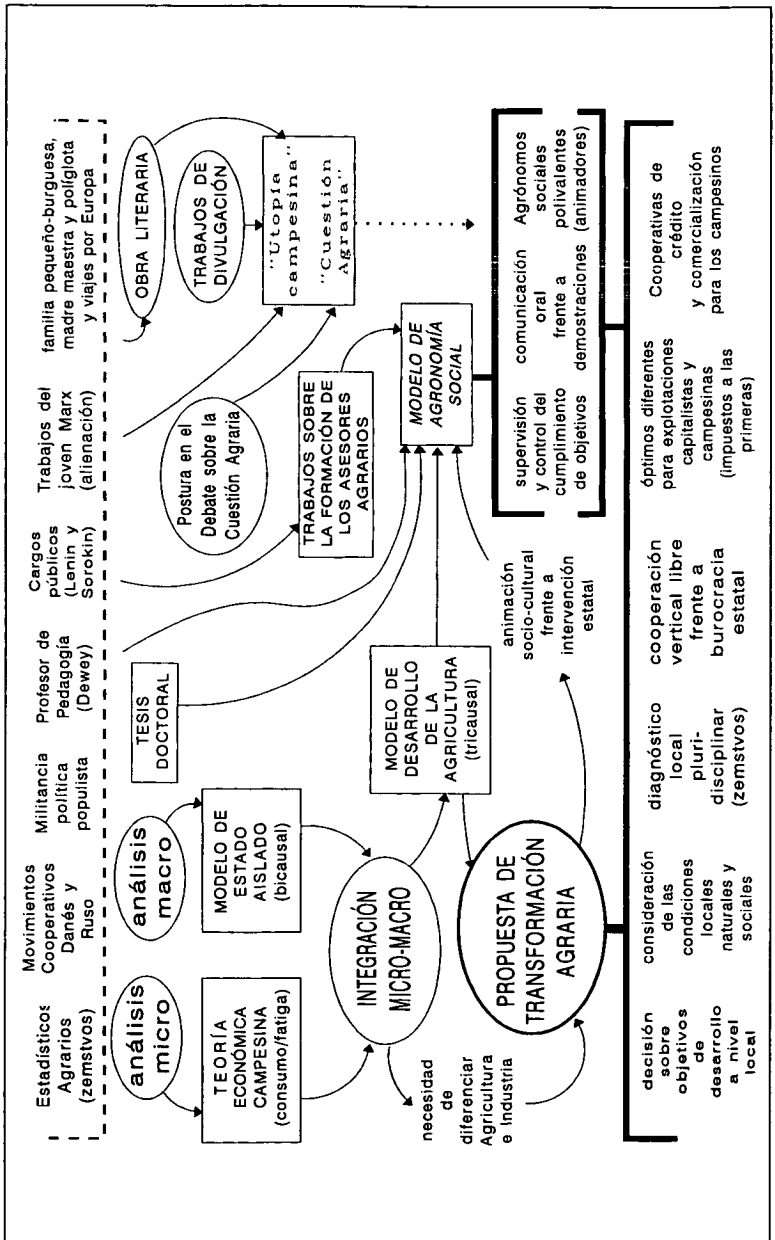 Estadísticos
Agrarios
(zemstvos)
Movimientos
Cooperativos
Danés y
Ruso
Militancia
política
populista
Profesor de
Pedagogía
(Dewey)
Cargos
públicos
(Lenin y
Sorokin)
Trabajos del
joven Marx
(alienación)
familia pequeño-burguesa,
madre maestra y políglota
y viajes por Europa
análisis
micro
análisis
macro
TESIS
DOCTORAL
Postura en el
Debate sobre la
Cuestión Agraria
OBRA LITERARIA
TRABAJOS DE
DIVULGACIÓN
TEORÍA
ECONÓMICA
CAMPESINA
(consumo/fatiga)
MODELO DE
ESTADO
AISLADO
(bicausal)
TRABAJOS SOBRE
LA FORMACIÓN DE
LOS ASESORES
AGRARIOS
"Utopía
campesina"
"Cuestión
Agraria"
INTEGRACIÓN
MICRO-MACRO
MODELO DE
DESARROLLO
DE LA
AGRICULTURA
(tricausal)
MODELO DE
AGRONOMÍA
SOCIAL
necesidad
de
diferenciar
Agricultura
e Industria
PROPUESTA DE
TRANSFORMACIÓN
AGRARIA
animación
socio-cultural
frente a
intervención
estatal
supervisión
y control del
cumplimiento
de objetivos
comunicación
oral
frente a
demostraciones
Agrónomos
sociales
polivalentes
(animadores)
decisión
sobre
objetivos
de
desarrollo
a nivel
local
consideración
de las
condiciones
locales
naturales y
sociales
diagnóstico
local
pluri-
disciplinar
(zemstvos)
cooperación
vertical libre
frente a
burocracia
estatal
óptimos diferentes
para explotaciones
capitalistas y
campesinas
(impuestos a las
primeras)
Cooperativas de
crédito
y comercialización
para los campesinos